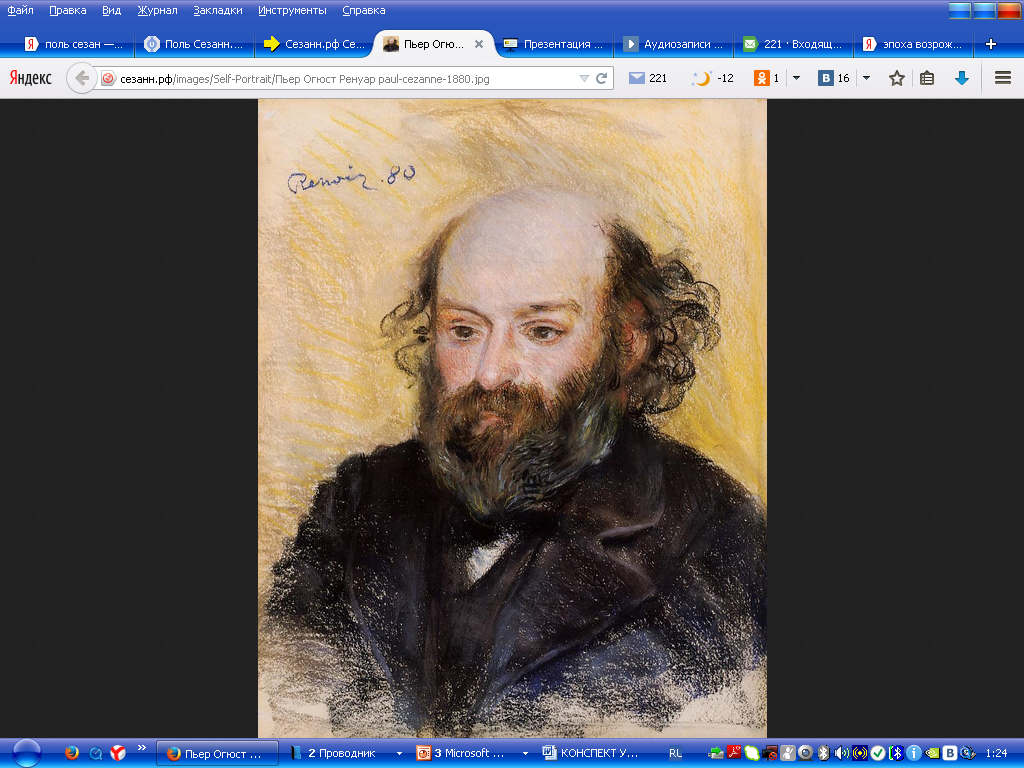 Файл Правка Вид Журнал Закладки Инструменты Справка
поль сезан —... Поль Сезанн.... Сезанн.рф Се... Пьер Огю... Презентация ... Аудиозаписи ... 221 · Входящ... эпоха возрож...
Яндекс сезанн.рф/images/Self-Portrait/Пьер Огюст Ренуар paul-cezanne-1880.jpg 221 -12 1 B 16
Renoir. 80
Пьер Огюст ... 2 Проводник 3 Microsoft ... КОНСПЕКТ У... RL 1:24